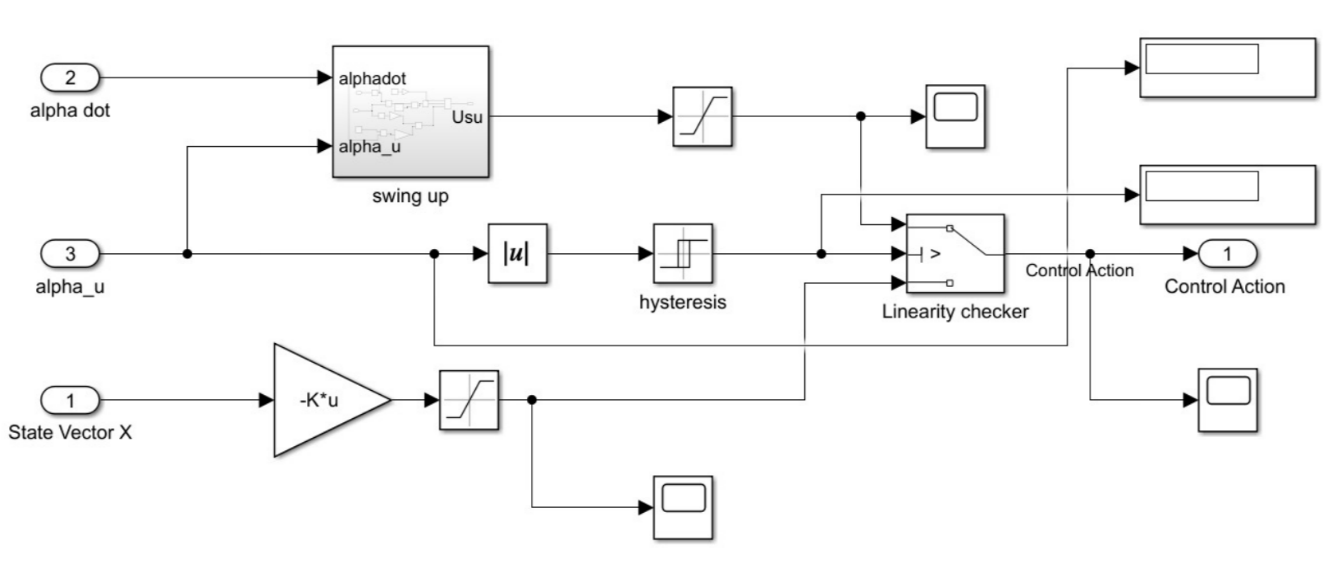 2
alpha dot
alphadot
alpha_u
Usu
swing up
3
alpha_u
|u|
hysteresis
>
Linearity checker
Control Action
1
Control Action
1
State Vector X
-K*u